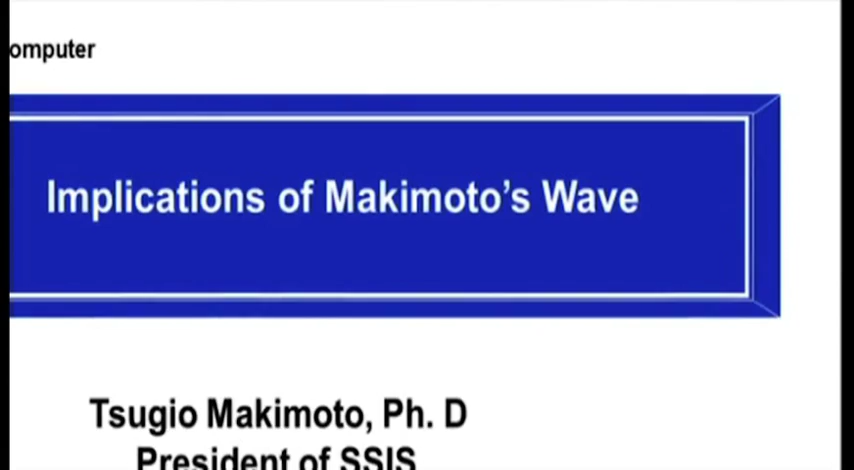 omputer
Implications of Makimoto's Wave
Tsugio Makimoto, Ph. D
President of SSIS